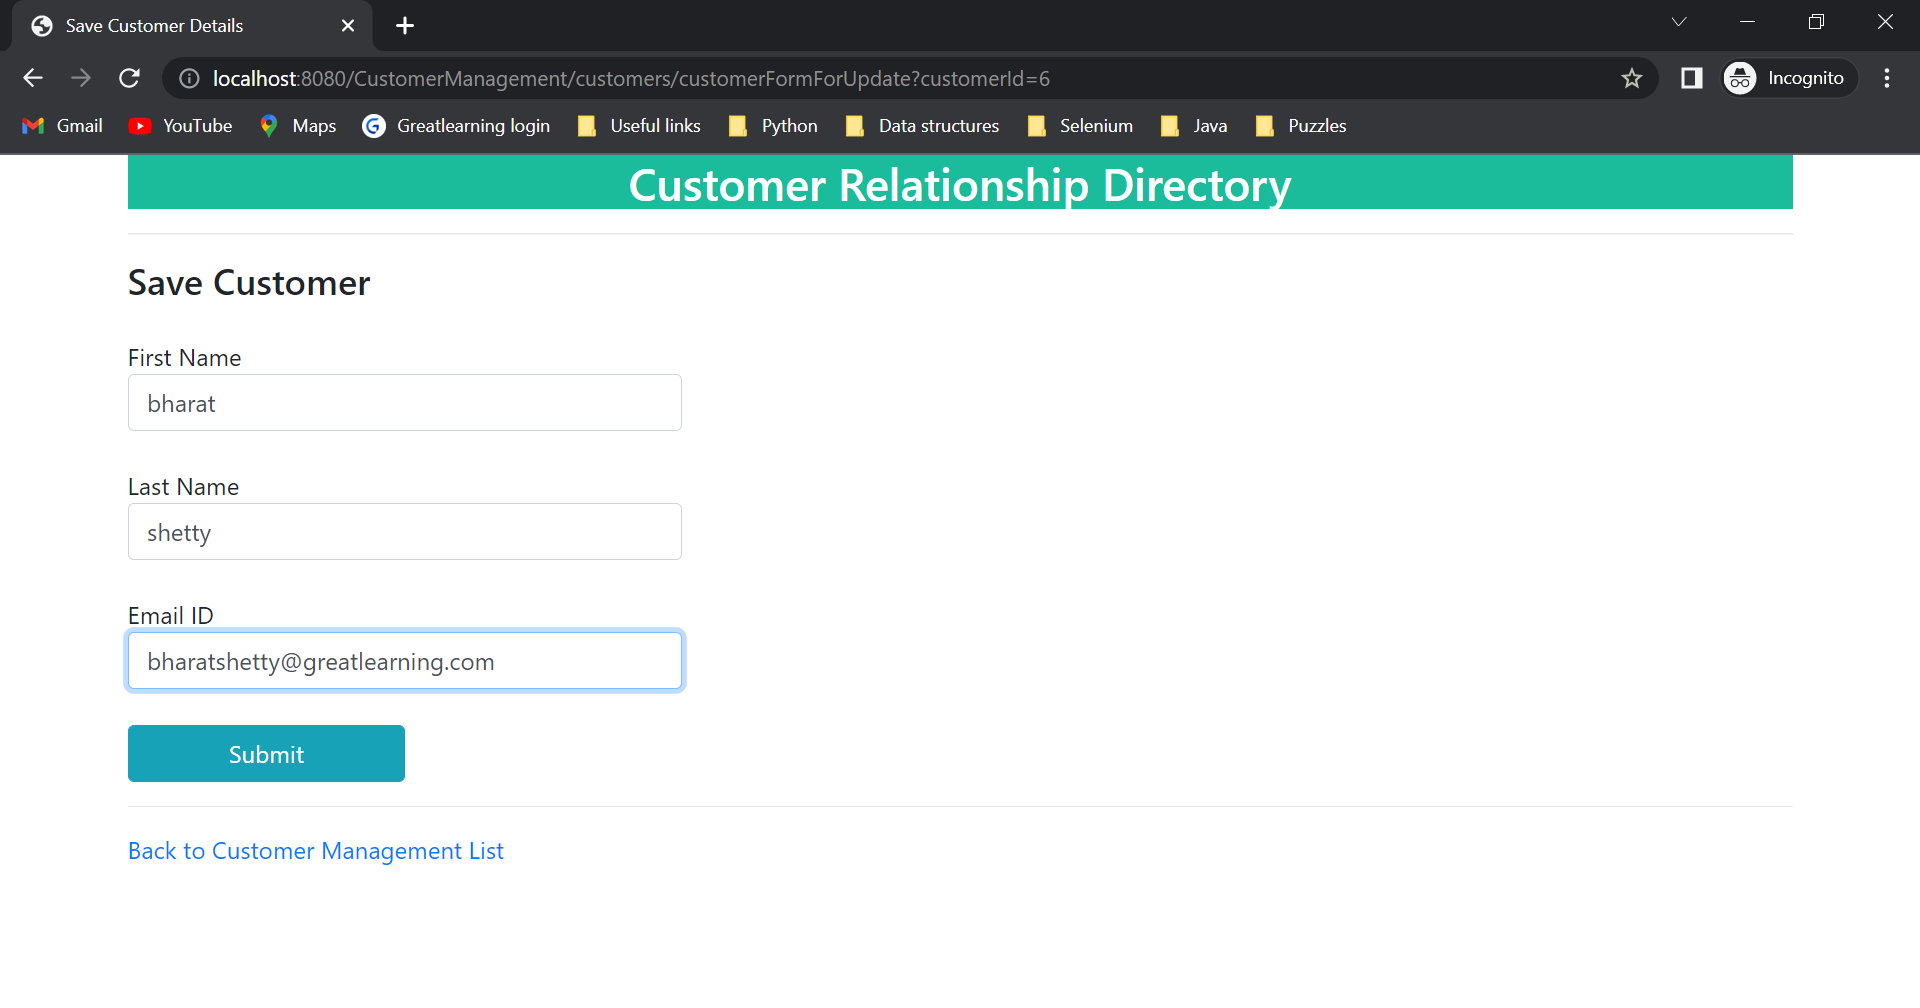 Save Customer Details
localhost:8080/CustomerManagement/customers/customerFormForUpdate?customerId=6
Incognito
Gmail YouTube Maps Greatlearning login Useful links Python Data structures Selenium Java Puzzles
Customer Relationship Directory
Save Customer
First Name
bharat
Last Name
shetty
Email ID
bharatshetty@greatlearning.com
Submit
Back to Customer Management List